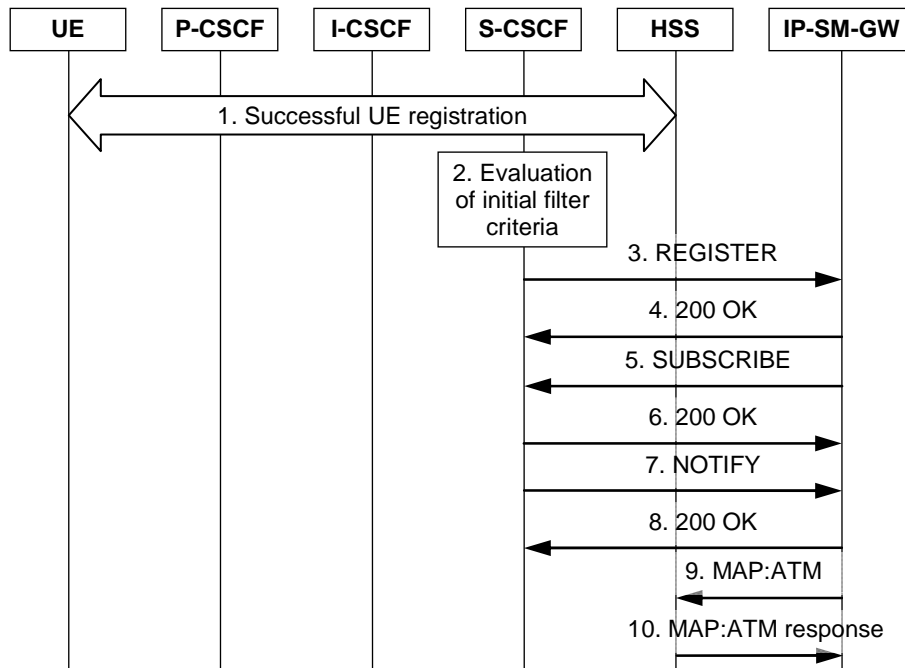 UE P-CSCF I-CSCF S-CSCF HSS IP-SM-GW
1. Successful UE registration
2. Evaluation
of initial filter
criteria
3. REGISTER
4. 200 OK
5. SUBSCRIBE
6. 200 OK
7. NOTIFY
8. 200 OK
9. MAP:ATM
10. MAP:ATM response